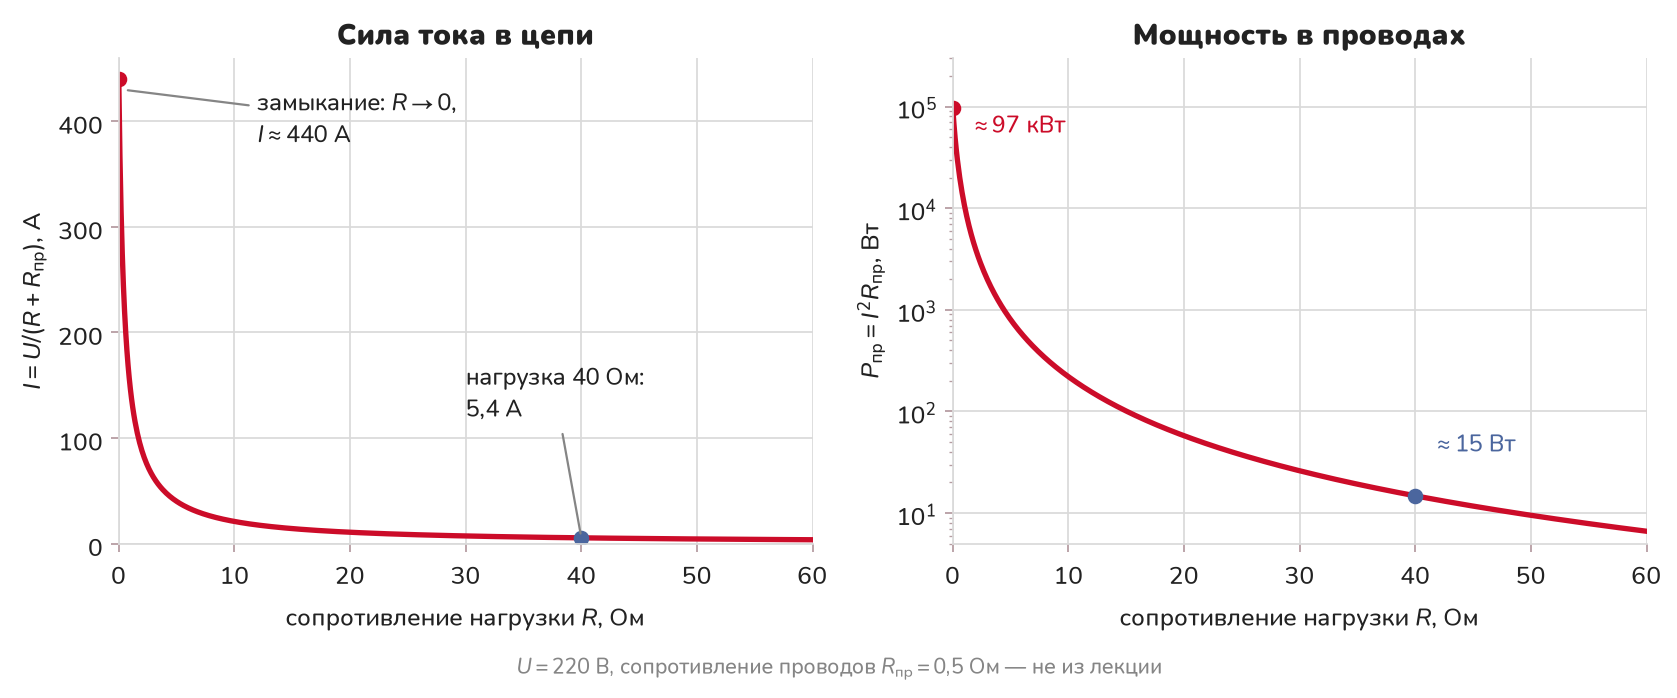 Сила тока в цепи
I = U/(R + Rпр), А
400
300
200
100
0
замыкание: R → 0,
I ≈ 440 А
нагрузка 40 Ом:
5,4 А
0 10 20 30 40 50 60
сопротивление нагрузки R, Ом
Мощность в проводах
Pпр = I²Rпр, Вт
10⁵
10⁴
10³
10²
10¹
≈ 97 кВт
≈ 15 Вт
0 10 20 30 40 50 60
сопротивление нагрузки R, Ом
U = 220 В, сопротивление проводов Rпр = 0,5 Ом — не из лекции